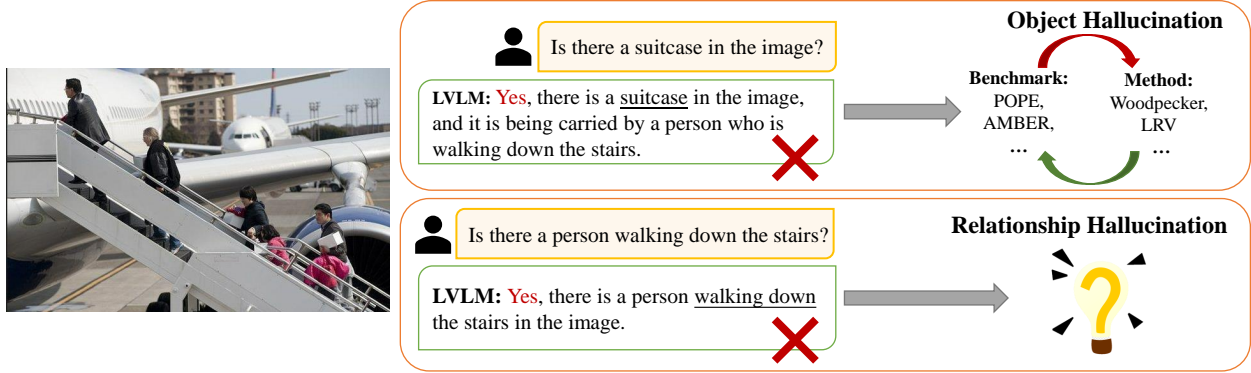 Object Hallucination
Is there a suitcase in the image?
LVLM: Yes, there is a suitcase in the image,
and it is being carried by a person who is
walking down the stairs.
Benchmark:
POPE,
AMBER,
...
Method:
Woodpecker,
LRV
...
Relationship Hallucination
Is there a person walking down the stairs?
LVLM: Yes, there is a person walking down
the stairs in the image.
?